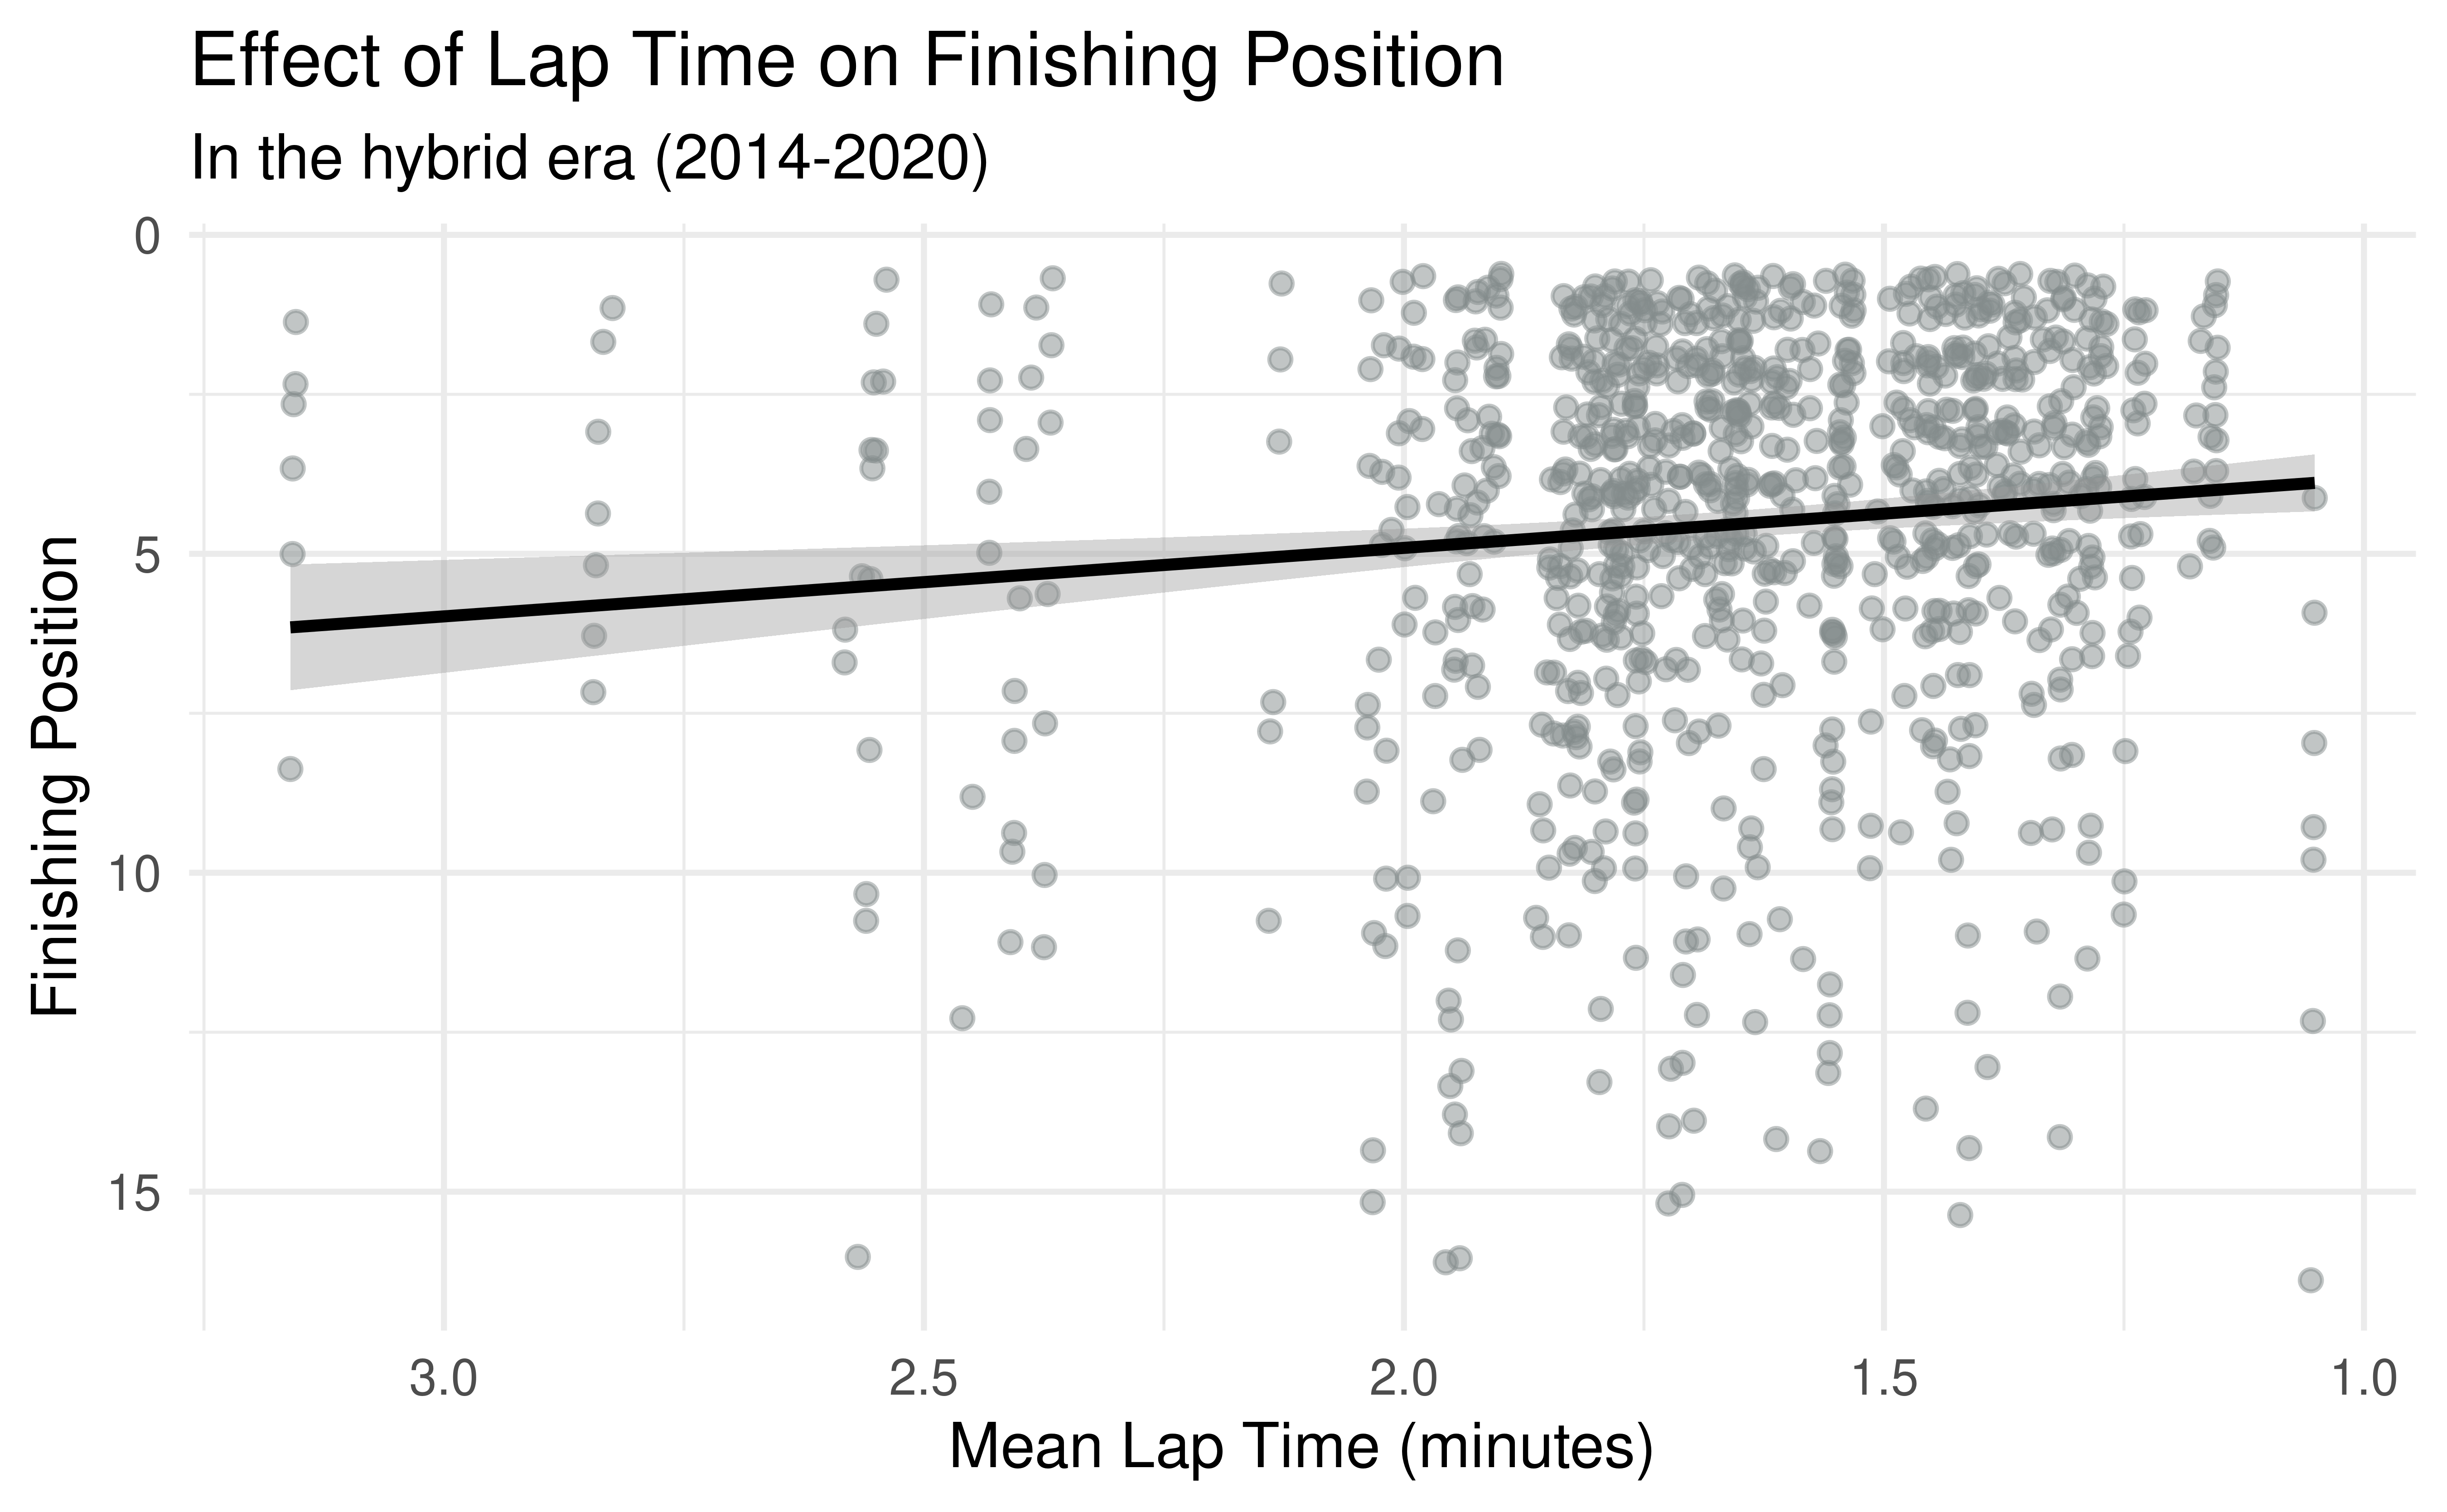 Effect of Lap Time on Finishing Position
In the hybrid era (2014-2020)
0
5
10
15
Finishing Position
3.0 2.5 2.0 1.5 1.0
Mean Lap Time (minutes)